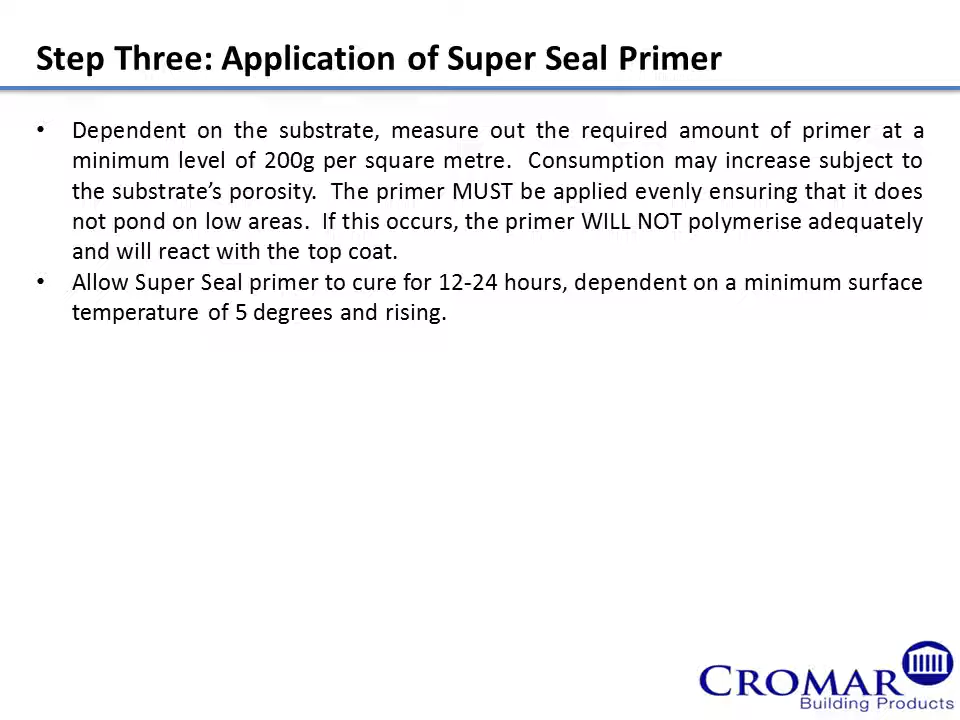 Step Three: Application of Super Seal Primer
• Dependent on the substrate, measure out the required amount of primer at a
minimum level of 200g per square metre.  Consumption may increase subject to
the substrate’s porosity.  The primer MUST be applied evenly ensuring that it does
not pond on low areas.  If this occurs, the primer WILL NOT polymerise adequately
and will react with the top coat.
• Allow Super Seal primer to cure for 12-24 hours, dependent on a minimum surface
temperature of 5 degrees and rising.
CROMAR
Building Products